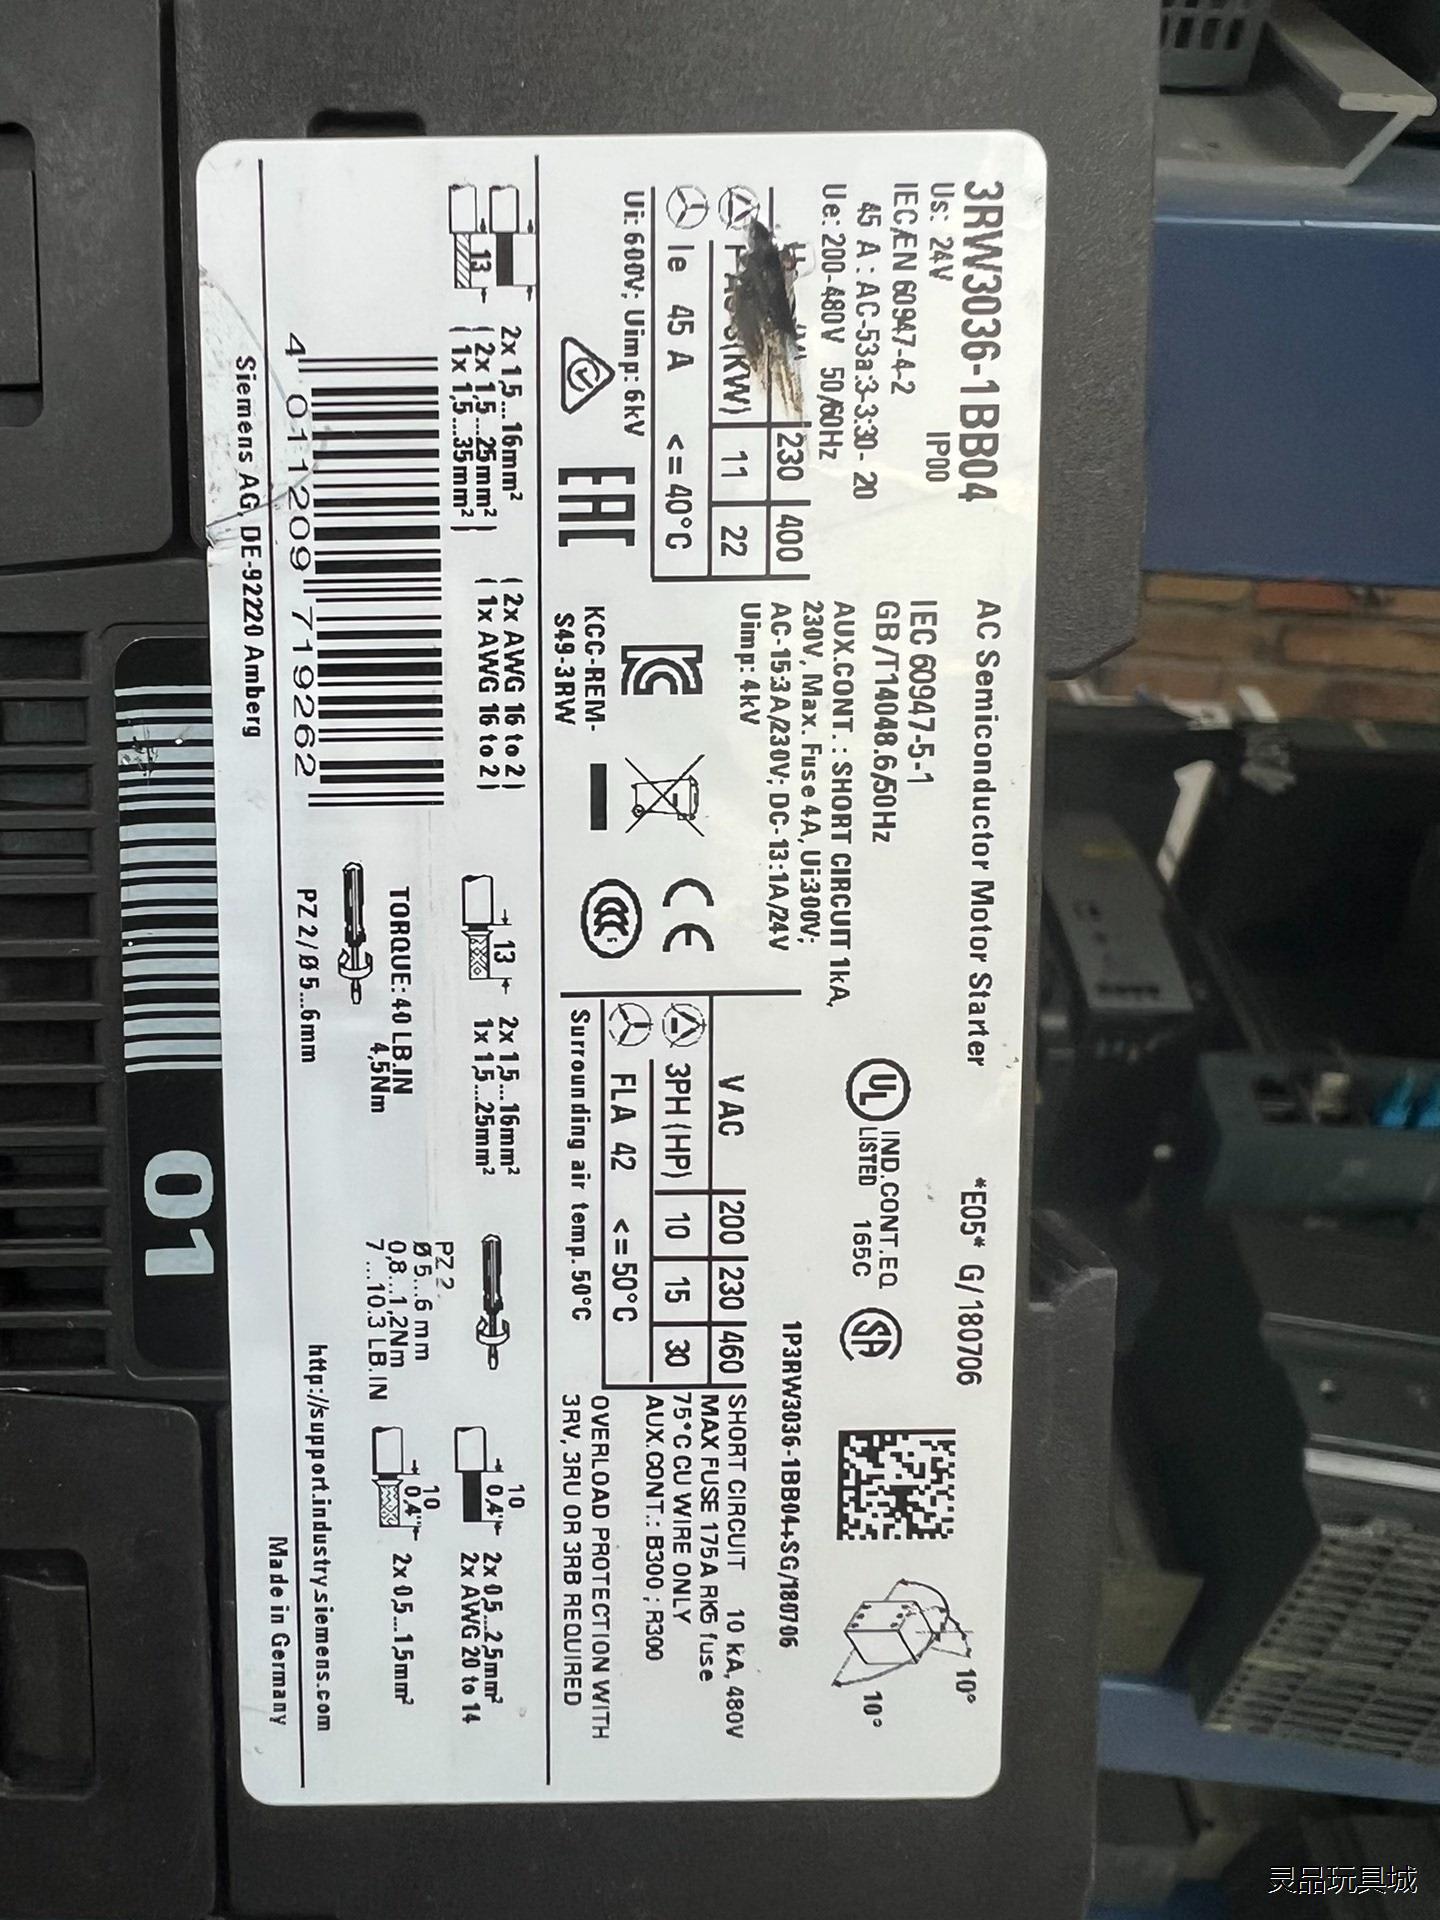 3RW3036-1BB04
Us: 24V IP00
IEC/EN 60947-4-2
45 A : AC-53a:3-3:30- 20
Ue: 200-480V 50/60Hz
230 400
(KW) 11 22
Ie 45 A <=40°C
Ui: 600V; Uimp: 6kV
AC Semiconductor Motor Starter
IEC 60947-5-1
GB/T14048.6/50Hz
AUX.CONT. : SHORT CIRCUIT 1kA,
230V, Max. Fuse 4A, Ui:300V;
AC-15:3A/230V; DC-13:1A/24V
Uimp: 4kV
EAC
KCC-REM-
S49-3RW
CE
CCC
*E05* G/180706
UL IND.CONT.EQ
LISTED 165C
SA
10°
10°
1P3RW3036-1BB04+SG/180706
V AC 200 230 460
3PH (HP) 10 15 30
FLA 42 <=50°C
Surrounding air temp. 50°C
SHORT CIRCUIT 10 kA, 480V
MAX FUSE 175A RK5 fuse
75°C CU WIRE ONLY
AUX.CONT.: B300 ; R300
OVERLOAD PROTECTION WITH
3RV, 3RU OR 3RB REQUIRED
13
2x 1,5...16mm²
2x 1,5...25mm²
1x 1,5...35mm²
2x AWG 16 to 2
1x AWG 16 to 2
13
2x 1,5...16mm²
1x 1,5...25mm²
TORQUE: 40 LB.IN
4,5Nm
PZ 2/ Ø 5...6mm
PZ 2
Ø 5...6 mm
0,8...1,2Nm
7...10.3 LB.IN
10
0,4"
2x 0,5...2,5mm²
2x AWG 20 to 14
10
0,4"
2x 0,5...1,5mm²
4 011209 719262
Siemens AG, DE-92220 Amberg
http://support.industry.siemens.com
Made in Germany
01
灵品玩具城